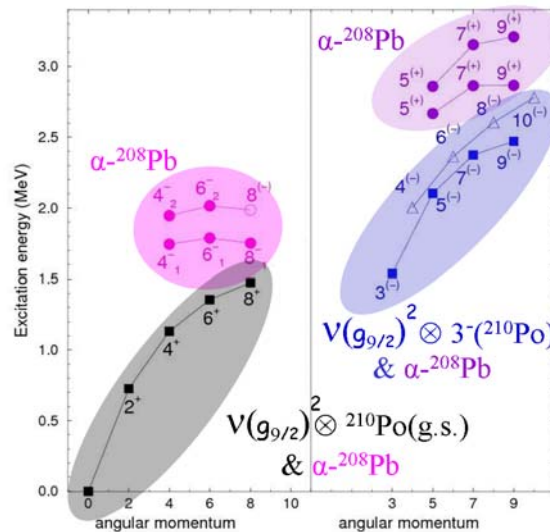 Excitation energy (MeV)
3.0
2.5
2.0
1.5
1.0
0.5
0.0
α-²⁰⁸Pb
4⁻₂ 6⁻₂ 8⁽⁻⁾
4⁻₁ 6⁻₁ 8⁻₁
8⁺
6⁺
4⁺
2⁺
ν(g₉/₂)²⊗ ²¹⁰Po(g.s.)
& α-²⁰⁸Pb
0 2 4 6 8 10
angular momentum
α-²⁰⁸Pb
5⁽⁺⁾ 7⁽⁺⁾ 9⁽⁺⁾
5⁽⁺⁾ 7⁽⁺⁾ 9⁽⁺⁾
4⁽⁻⁾ 6⁽⁻⁾ 8⁽⁻⁾ 10⁽⁻⁾
3⁽⁻⁾ 5⁽⁻⁾ 7⁽⁻⁾ 9⁽⁻⁾
ν(g₉/₂)²⊗ 3⁻(²¹⁰Po)
& α-²⁰⁸Pb
3 5 7 9
angular momentum